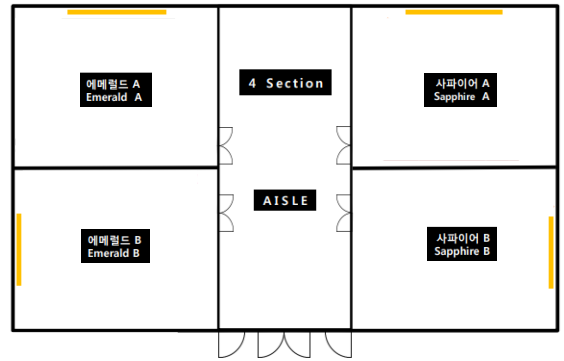 에메럴드 A
Emerald A
4 Section
사파이어 A
Sapphire A
AISLE
에메럴드 B
Emerald B
사파이어 B
Sapphire B